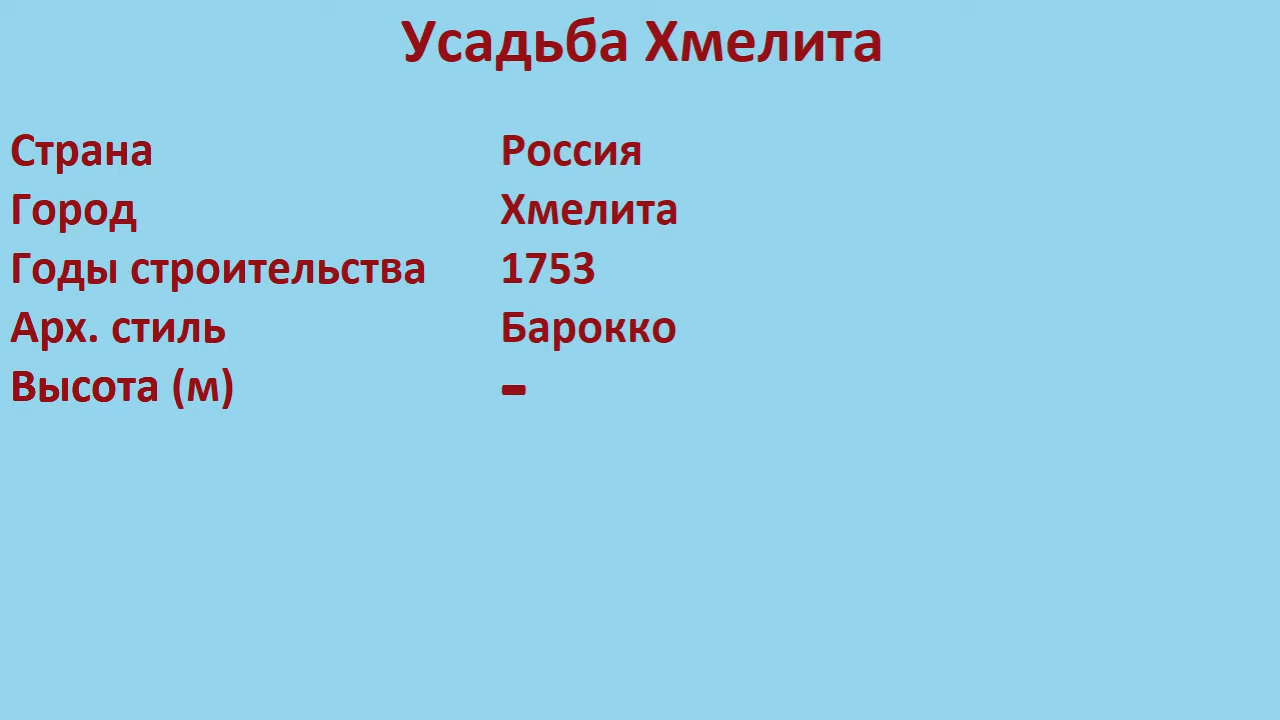 Усадьба Хмелита
Страна Россия
Город Хмелита
Годы строительства 1753
Арх. стиль Барокко
Высота (м) -